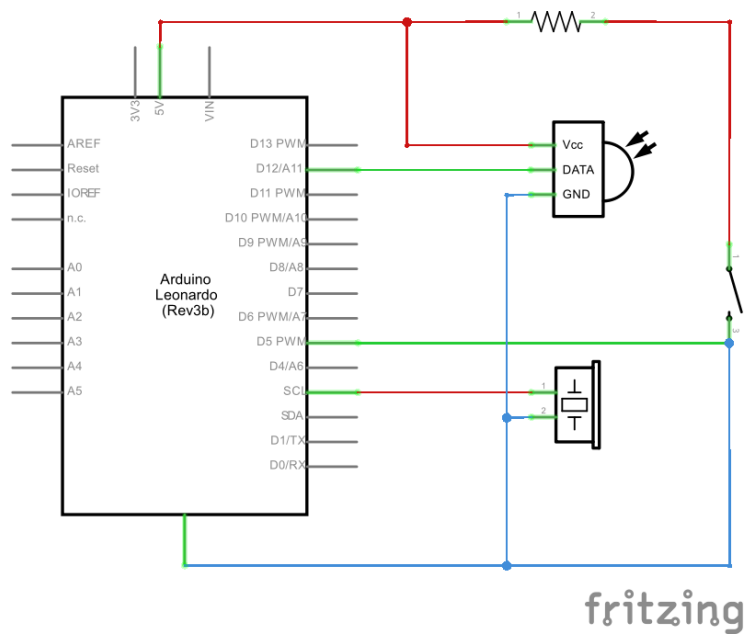 1 2
3V3 5V VIN
AREF D13 PWM Vcc
Reset D12/A11 DATA
IOREF D11 PWM GND
n.c. D10 PWM/A10
D9 PWM/A9
1
A0 D8/A8
Arduino
A1 D7
Leonardo
(Rev3b)
A2 D6 PWM/A7
3
A3 D5 PWM
A4 D4/A6
A5 SCL 1
SDA 2
D1/TX
D0/RX
fritzing